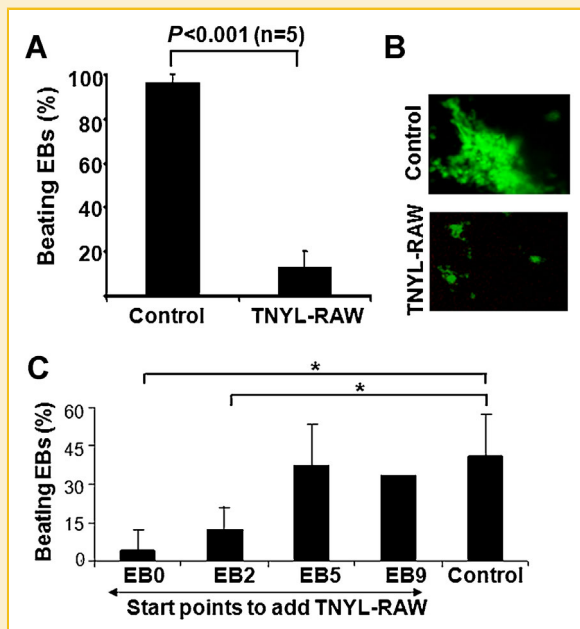 A
P<0.001 (n=5)
Beating EBs (%)
100
80
60
40
20
Control
TNYL-RAW
B
Control
TNYL-RAW
C
*
*
Beating EBs (%)
60
45
30
15
0
EB0 EB2 EB5 EB9 Control
Start points to add TNYL-RAW